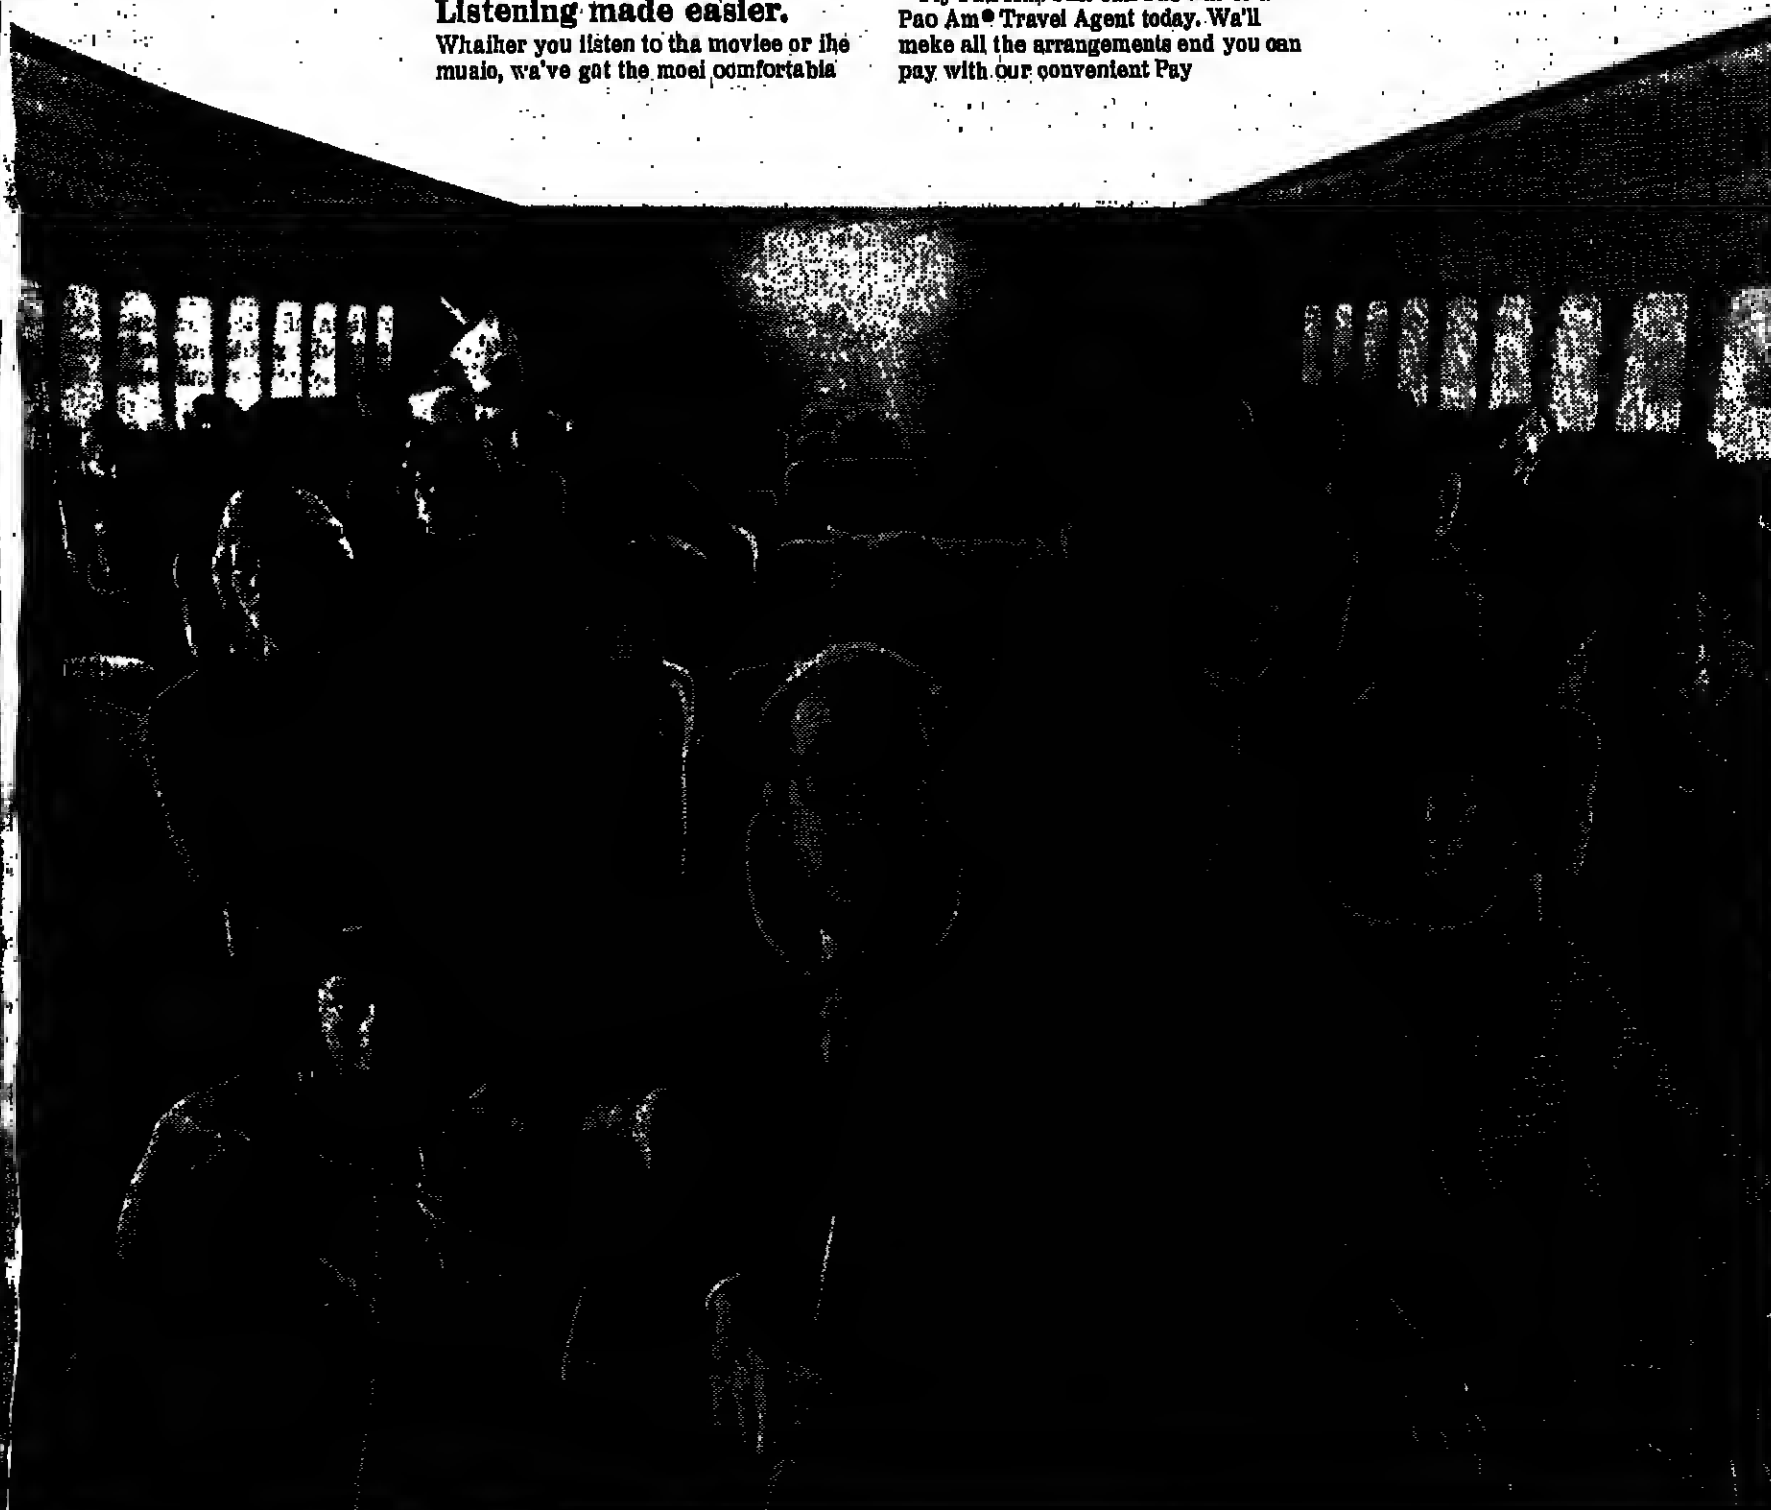 Listening made easier.
Whaiher you listen to tha moviee or ihe
muaio, wa've gat the moei comfortabla
Pao Am® Travel Agent today. Wa'll
meke all the arrangements end you oan
pay with our convenient Pay